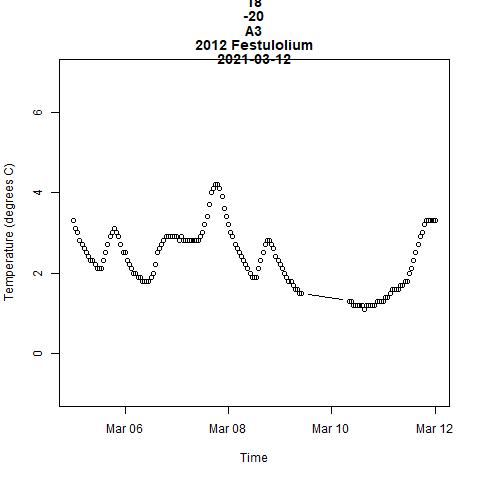 18
-20
A3
2012 Festulolium
2021-03-12
Temperature (degrees C)
6
4
2
0
Mar 06
Mar 08
Mar 10
Mar 12
Time